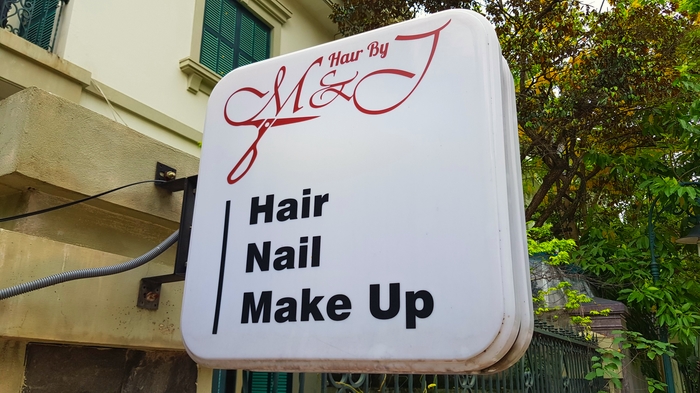 Hair By
M & J
Hair
Nail
Make Up